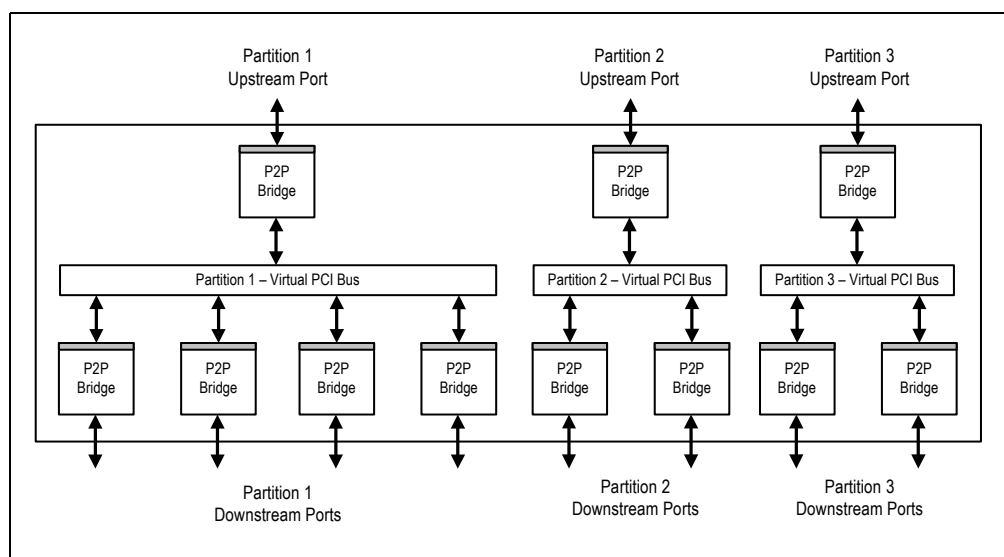 Partition 1
Upstream Port
Partition 2
Upstream Port
Partition 3
Upstream Port
P2P
Bridge
P2P
Bridge
P2P
Bridge
Partition 1 – Virtual PCI Bus
Partition 2 – Virtual PCI Bus
Partition 3 – Virtual PCI Bus
P2P
Bridge
P2P
Bridge
P2P
Bridge
P2P
Bridge
P2P
Bridge
P2P
Bridge
P2P
Bridge
P2P
Bridge
Partition 1
Downstream Ports
Partition 2
Downstream Ports
Partition 3
Downstream Ports